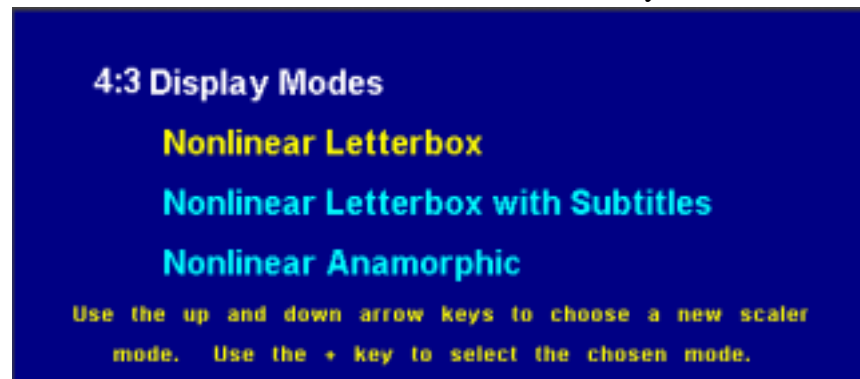 4:3 Display Modes
Nonlinear Letterbox
Nonlinear Letterbox with Subtitles
Nonlinear Anamorphic
Use the up and down arrow keys to choose a new scaler
mode. Use the + key to select the chosen mode.